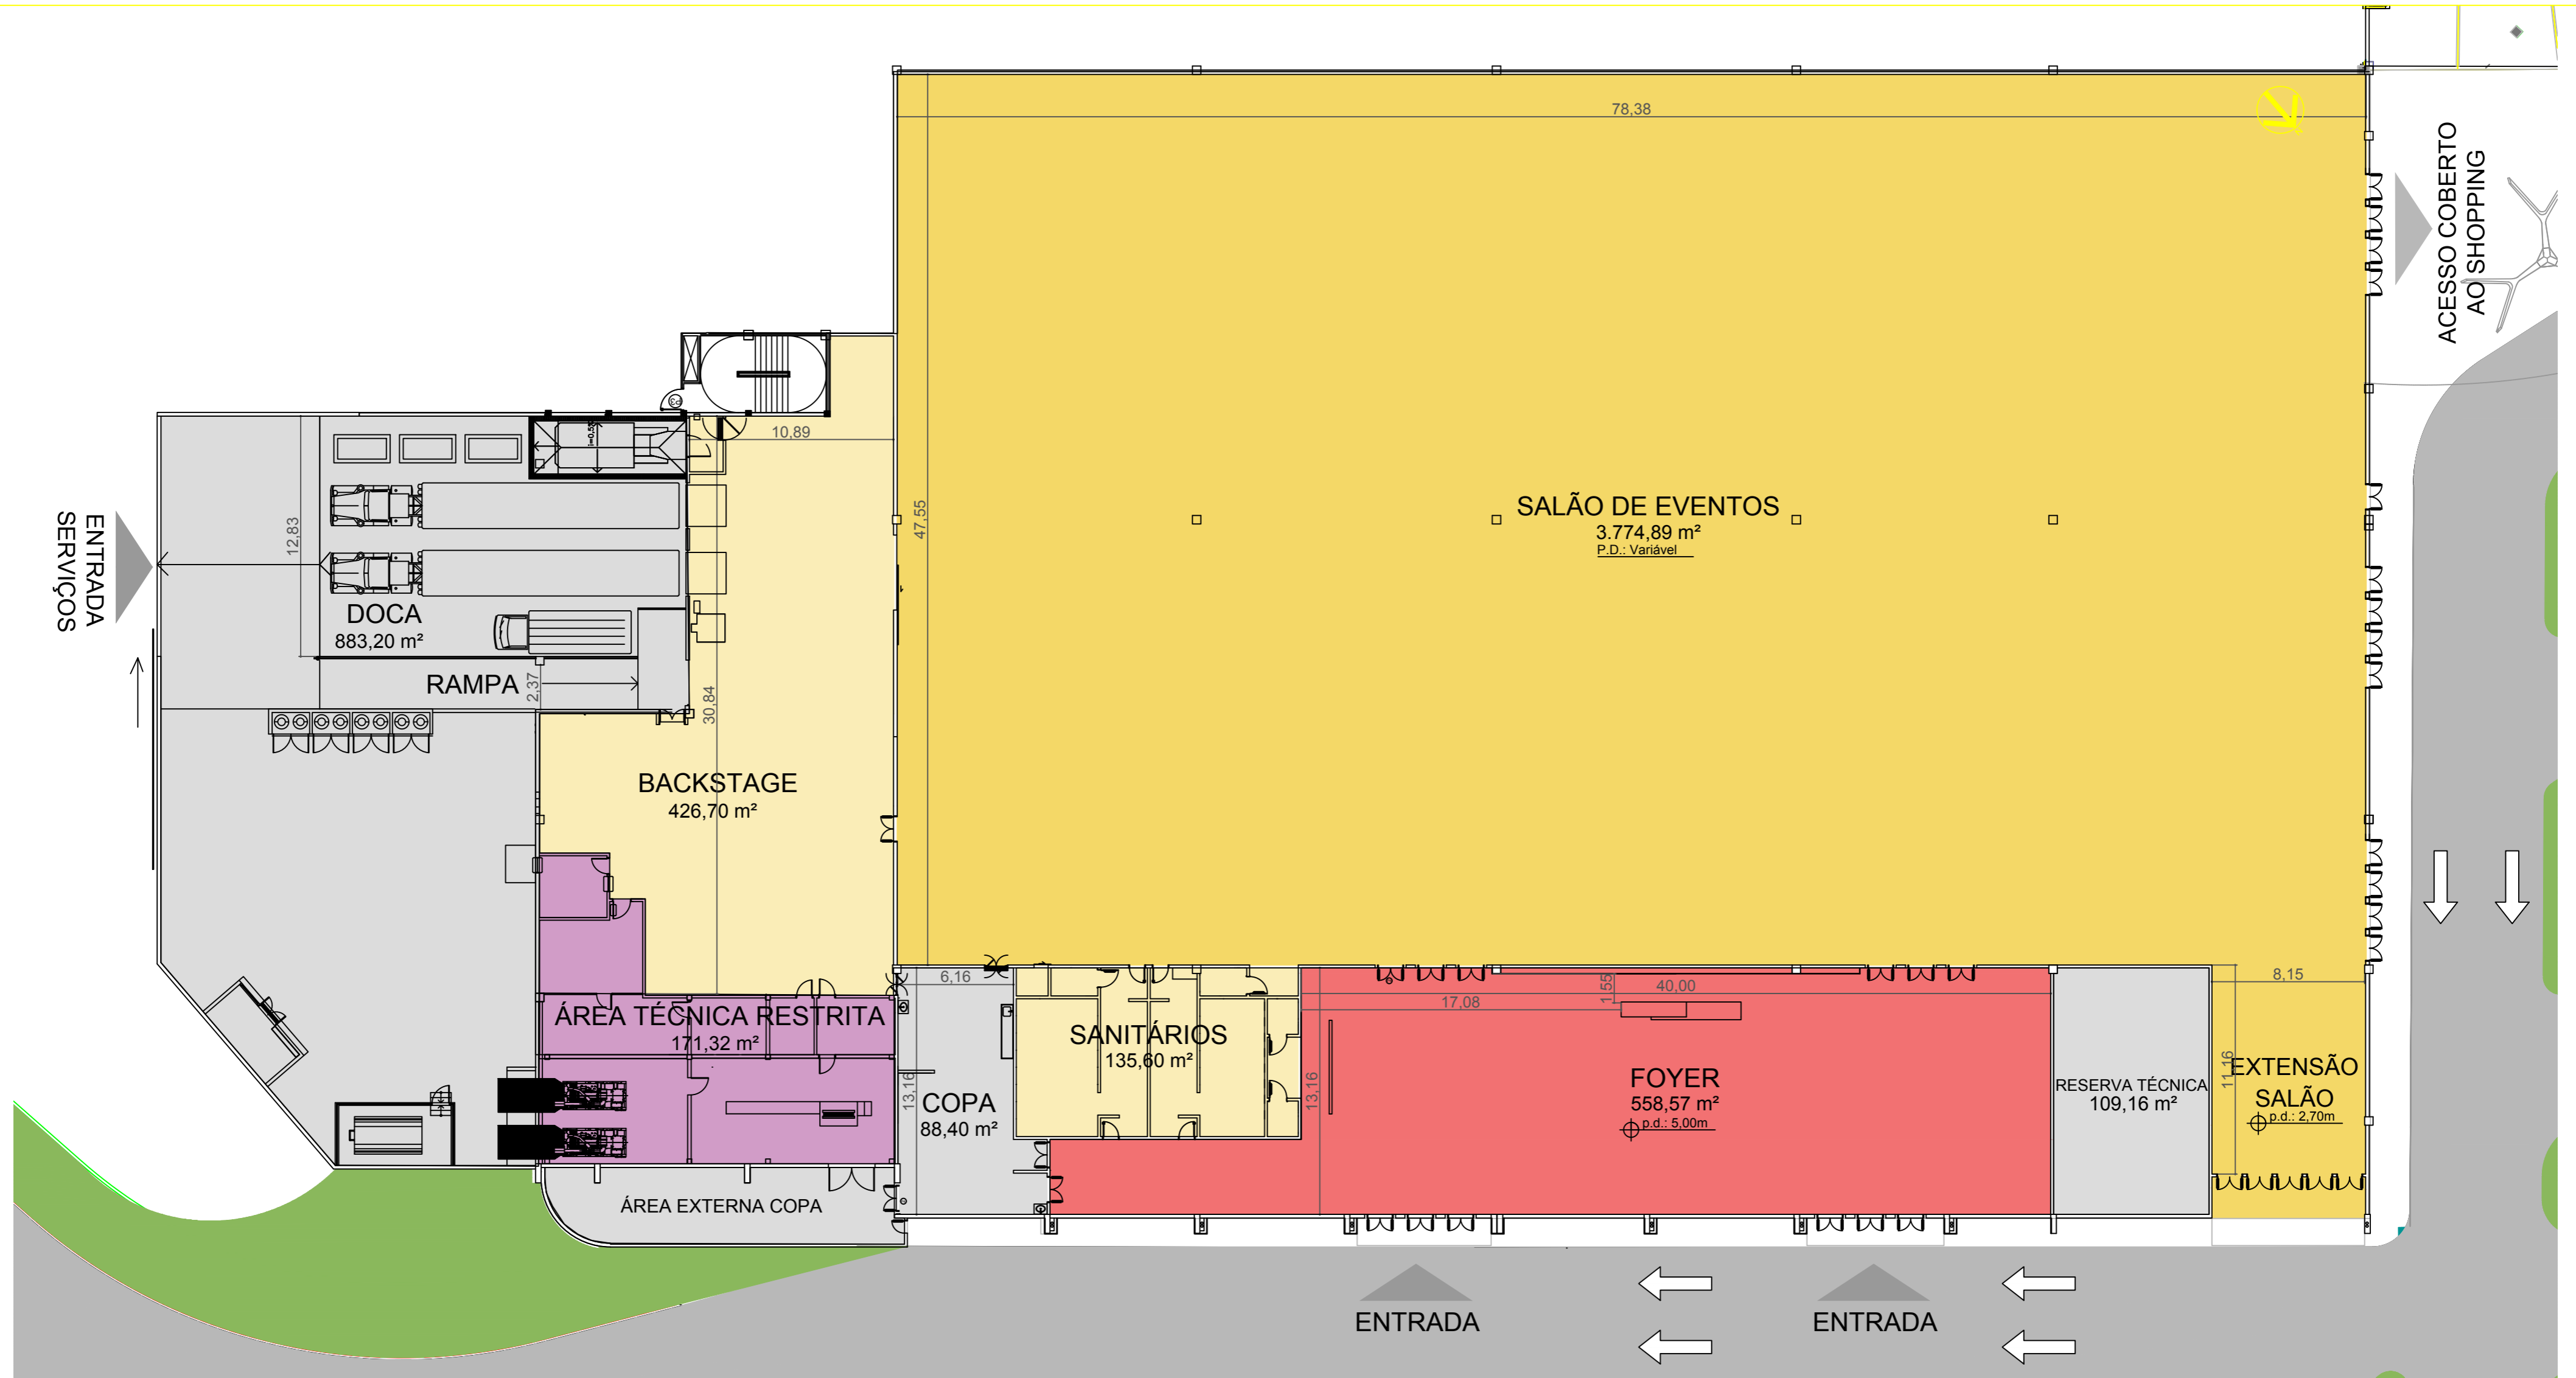 78,38
ACESSO COBERTO
AO SHOPPING
10,89
47,55
SALÃO DE EVENTOS
3.774,89 m²
P.D.: Variável
ENTRADA
SERVIÇOS
12,83
DOCA
883,20 m²
RAMPA
2,37
30,84
BACKSTAGE
426,70 m²
6,16
8,15
1,55
40,00
17,08
ÁREA TÉCNICA RESTRITA
171,32 m²
SANITÁRIOS
135,60 m²
13,16
COPA
88,40 m²
13,16
FOYER
558,57 m²
p.d.: 5,00m
RESERVA TÉCNICA
109,16 m²
11,16
EXTENSÃO
SALÃO
p.d.: 2,70m
ÁREA EXTERNA COPA
ENTRADA
ENTRADA